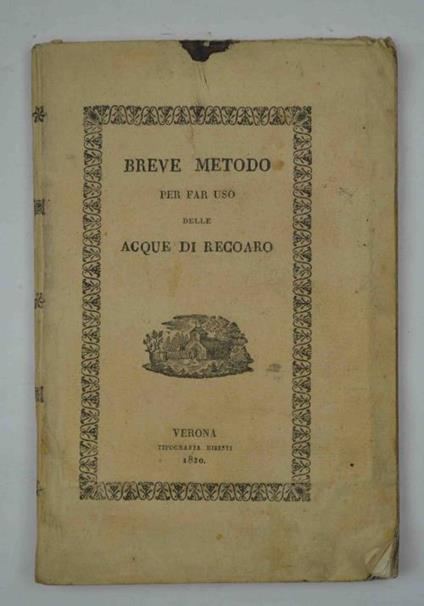 BREVE METODO
PER FAR USO
DELLE
ACQUE DI RECOARO
VERONA
TIPOGRAFIA BISESTI
1820.